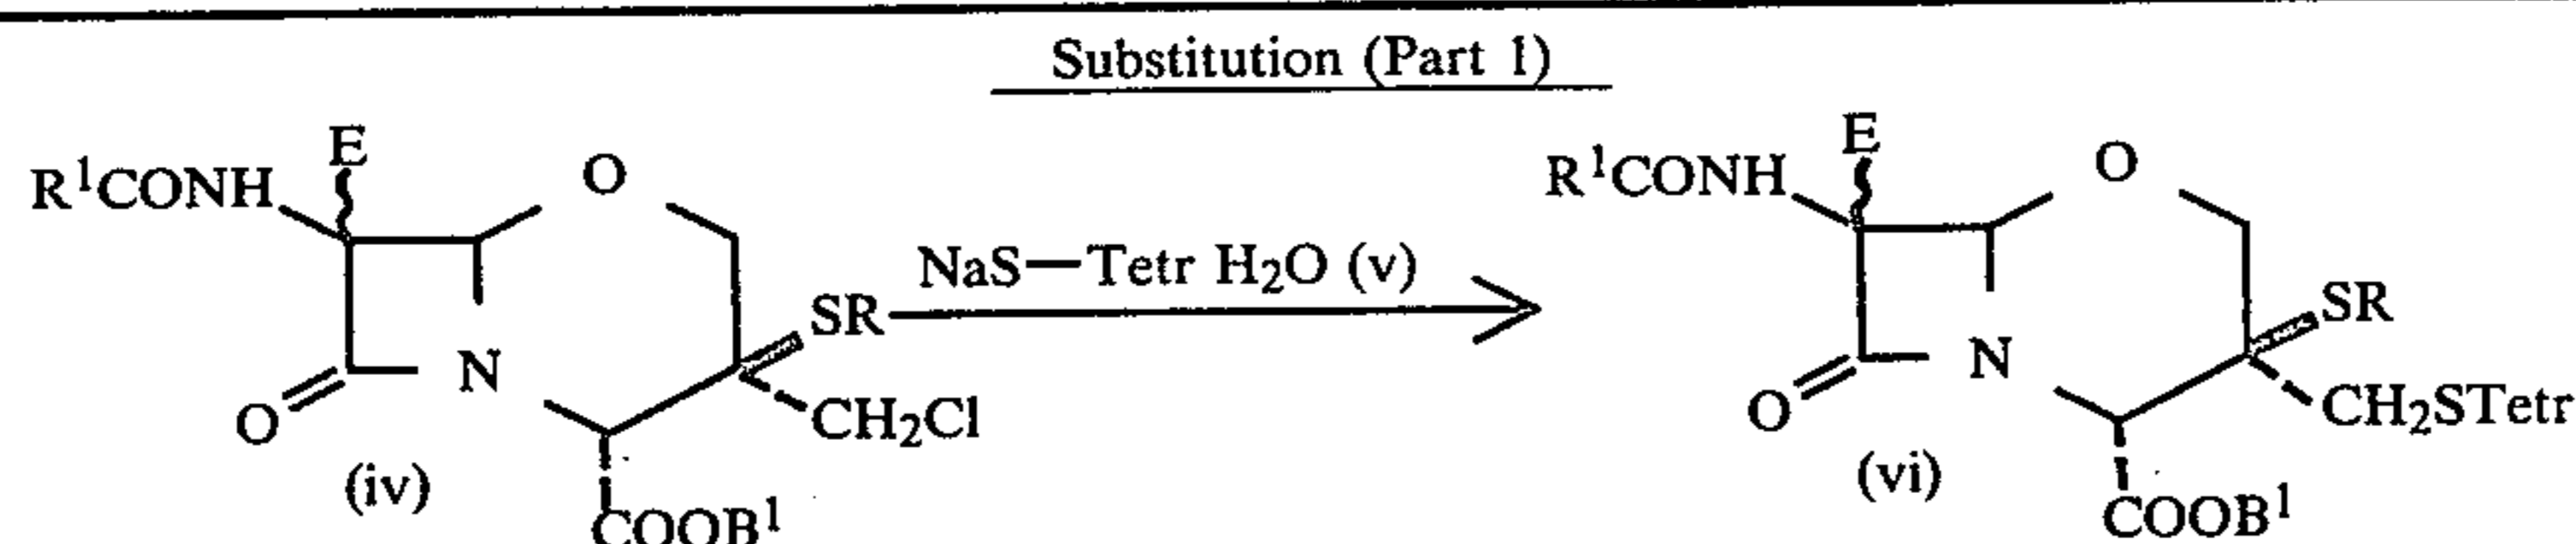 Substitution (Part 1)
E
R¹CONH
O
SR
N
CH₂Cl
O
(iv)
COOB¹
NaS—Tetr H₂O (v)
E
R¹CONH
O
SR
N
CH₂STetr
O
(vi)
COOB¹